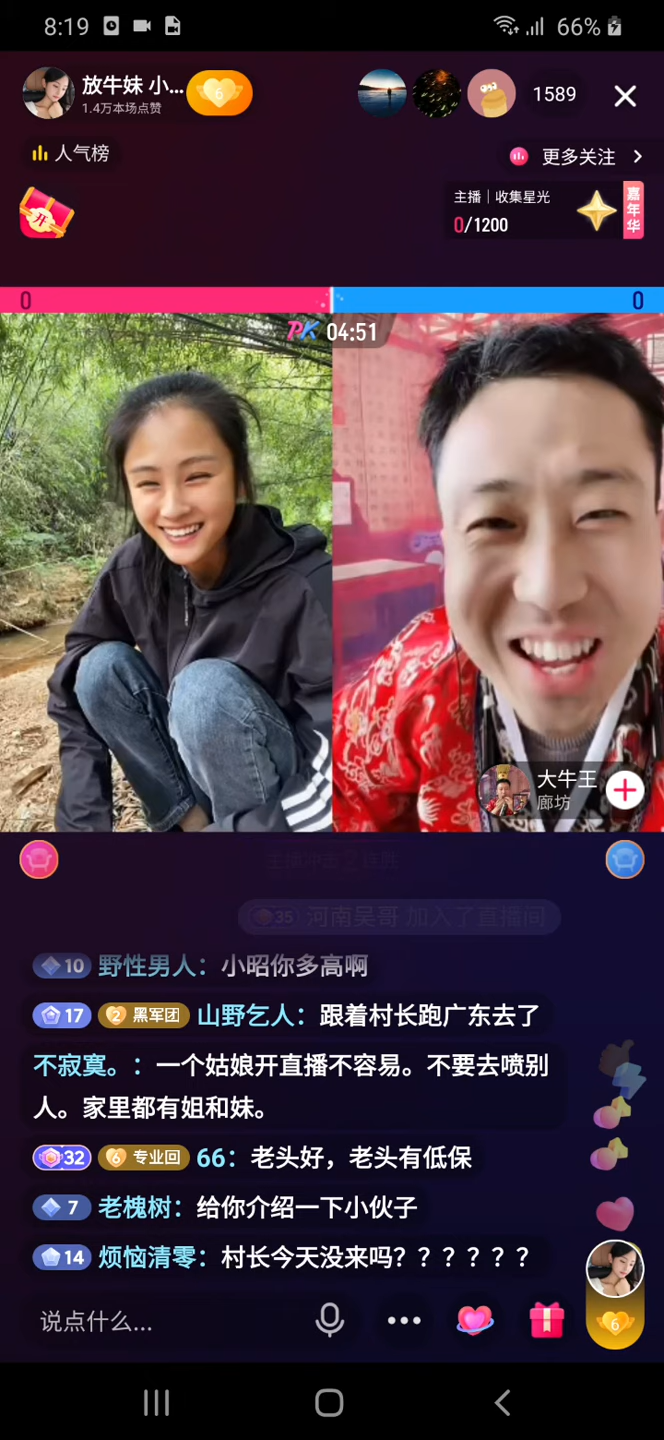 8:19
66%
放牛妹 小...
1.4万本场点赞
6
1589
人气榜
更多关注
开
主播|收集星光
0/1200
嘉年华
0
0
PK 04:51
大牛王
廊坊
35 河南吴哥 加入了直播间
10 野性男人：小昭你多高啊
17 2 黑军团 山野乞人：跟着村长跑广东去了
不寂寞。：一个姑娘开直播不容易。不要去喷别
人。家里都有姐和妹。
32 6 专业回 66：老头好，老头有低保
7 老槐树：给你介绍一下小伙子
14 烦恼清零：村长今天没来吗？？？？？？
说点什么...
6